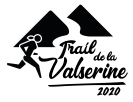 Trail
de la
Valserine
2020